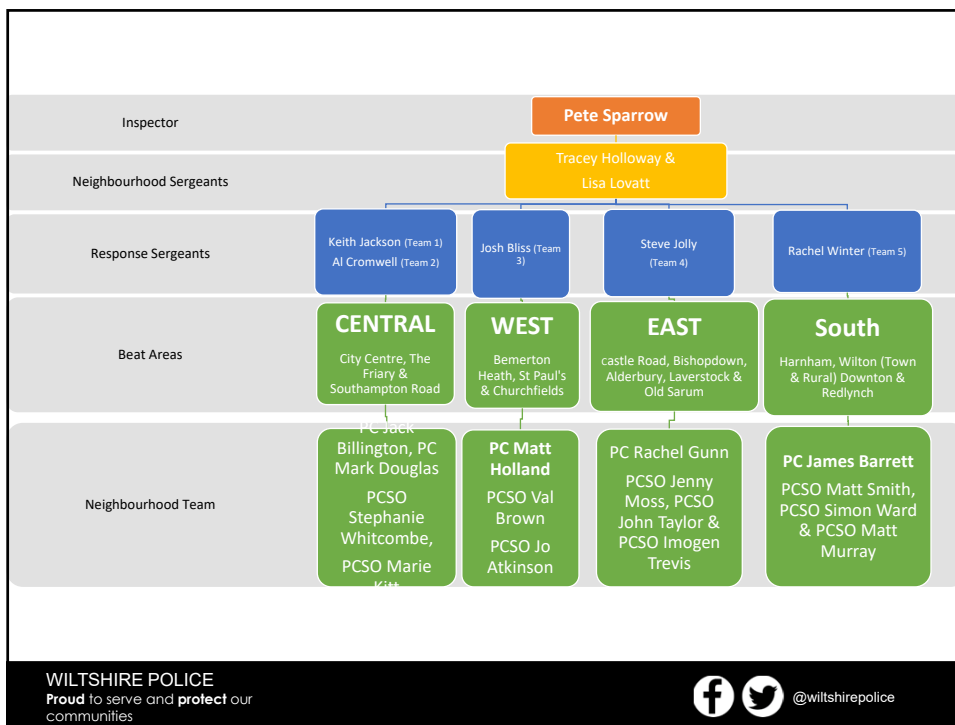 Inspector
Pete Sparrow
Neighbourhood Sergeants
Tracey Holloway &
Lisa Lovatt
Response Sergeants
Keith Jackson (Team 1)
Al Cromwell (Team 2)
Josh Bliss (Team
3)
Steve Jolly
(Team 4)
Rachel Winter (Team 5)
Beat Areas
CENTRAL
City Centre, The
Friary &
Southampton Road
WEST
Bemerton
Heath, St Paul's
& Churchfields
EAST
castle Road, Bishopdown,
Alderbury, Laverstock &
Old Sarum
South
Harnham, Wilton (Town
& Rural) Downton &
Redlynch
Neighbourhood Team
PC Jack
Billington, PC
Mark Douglas
PCSO
Stephanie
Whitcombe,
PCSO Marie
Kitt
PC Matt
Holland
PCSO Val
Brown
PCSO Jo
Atkinson
PC Rachel Gunn
PCSO Jenny
Moss, PCSO
John Taylor &
PCSO Imogen
Trevis
PC James Barrett
PCSO Matt Smith,
PCSO Simon Ward
& PCSO Matt
Murray
WILTSHIRE POLICE
Proud to serve and protect our
communities
@wiltshirepolice